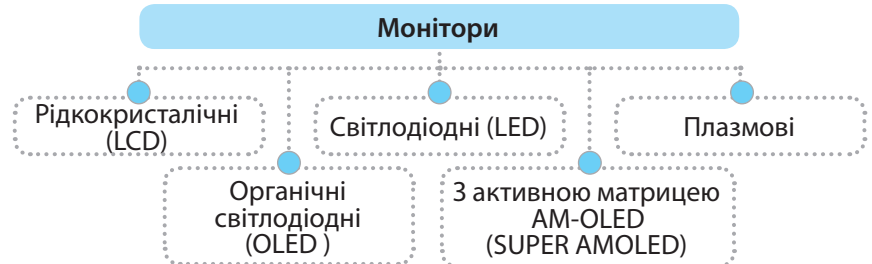 Монітори
Рідкокристалічні
(LCD)
Світлодіодні (LED)
Плазмові
Органічні
світлодіодні
(OLED )
З активною матрицею
AM-OLED
(SUPER AMOLED)